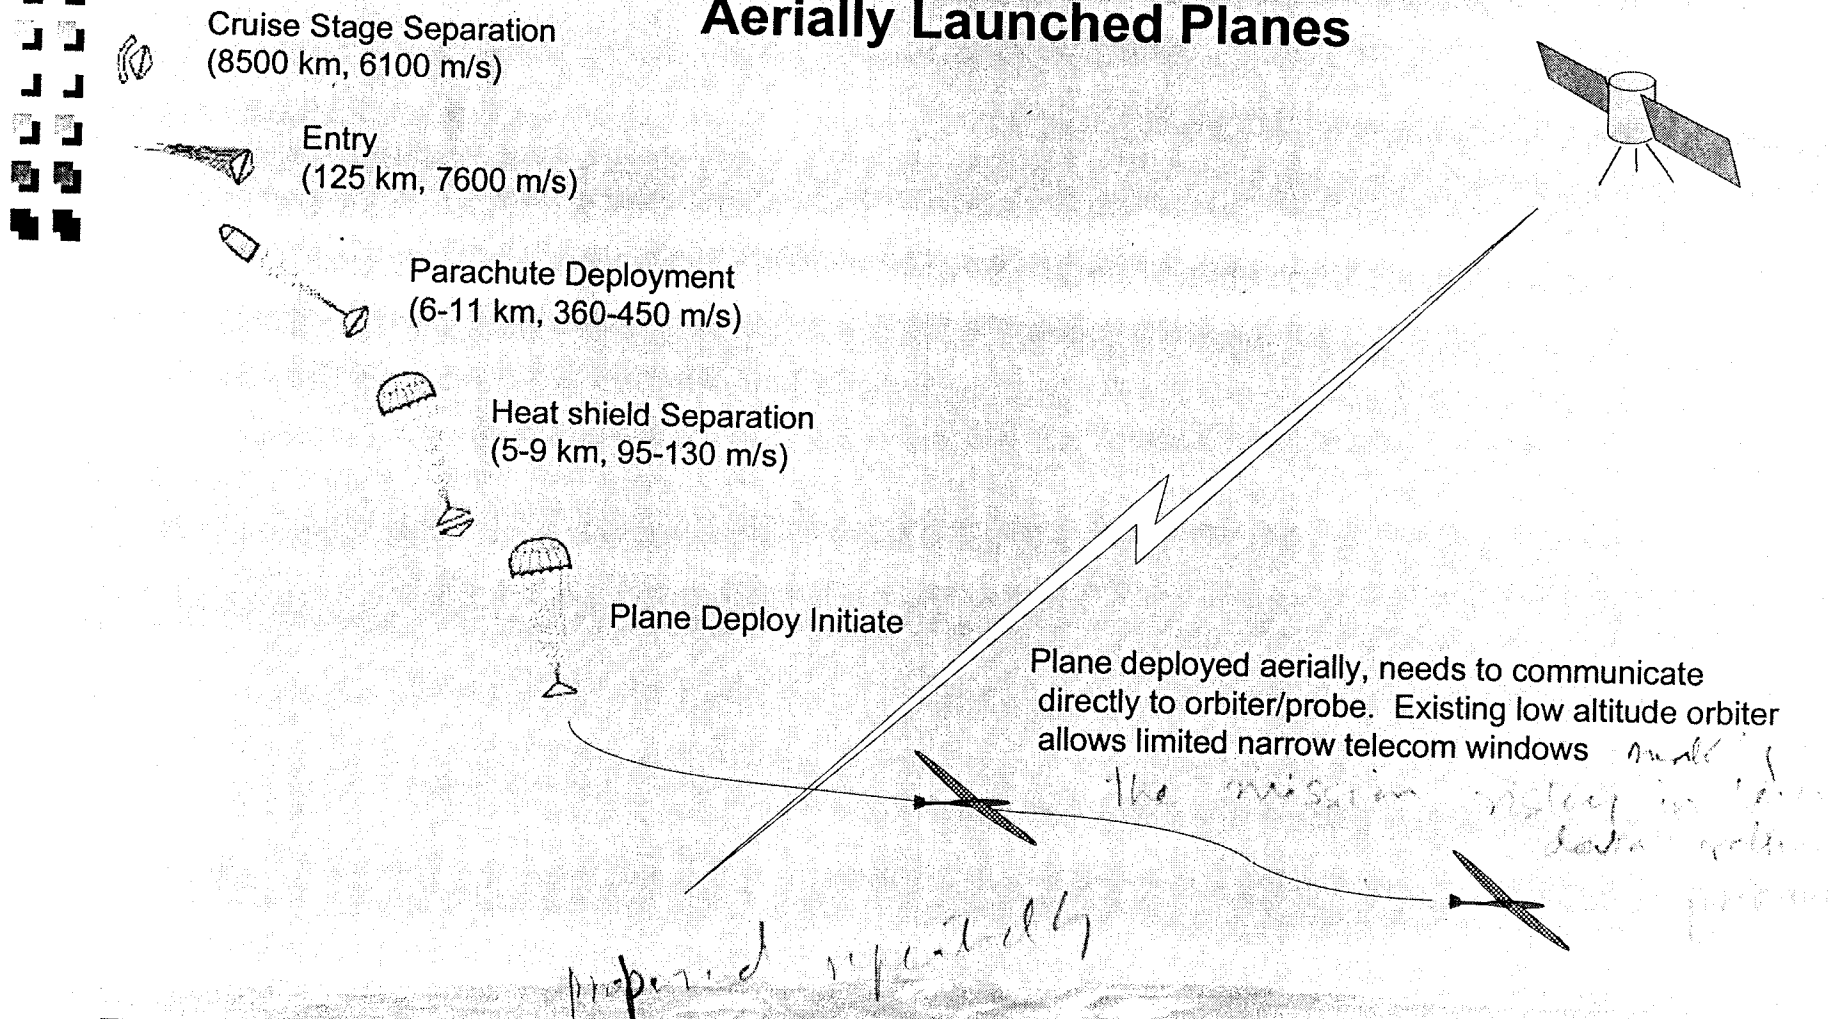 Aerially Launched Planes
Cruise Stage Separation
(8500 km, 6100 m/s)
Entry
(125 km, 7600 m/s)
Parachute Deployment
(6-11 km, 360-450 m/s)
Heat shield Separation
(5-9 km, 95-130 m/s)
Plane Deploy Initiate
Plane deployed aerially, needs to communicate
directly to orbiter/probe. Existing low altitude orbiter
allows limited narrow telecom windows
The mission
data
proposed repeatedly